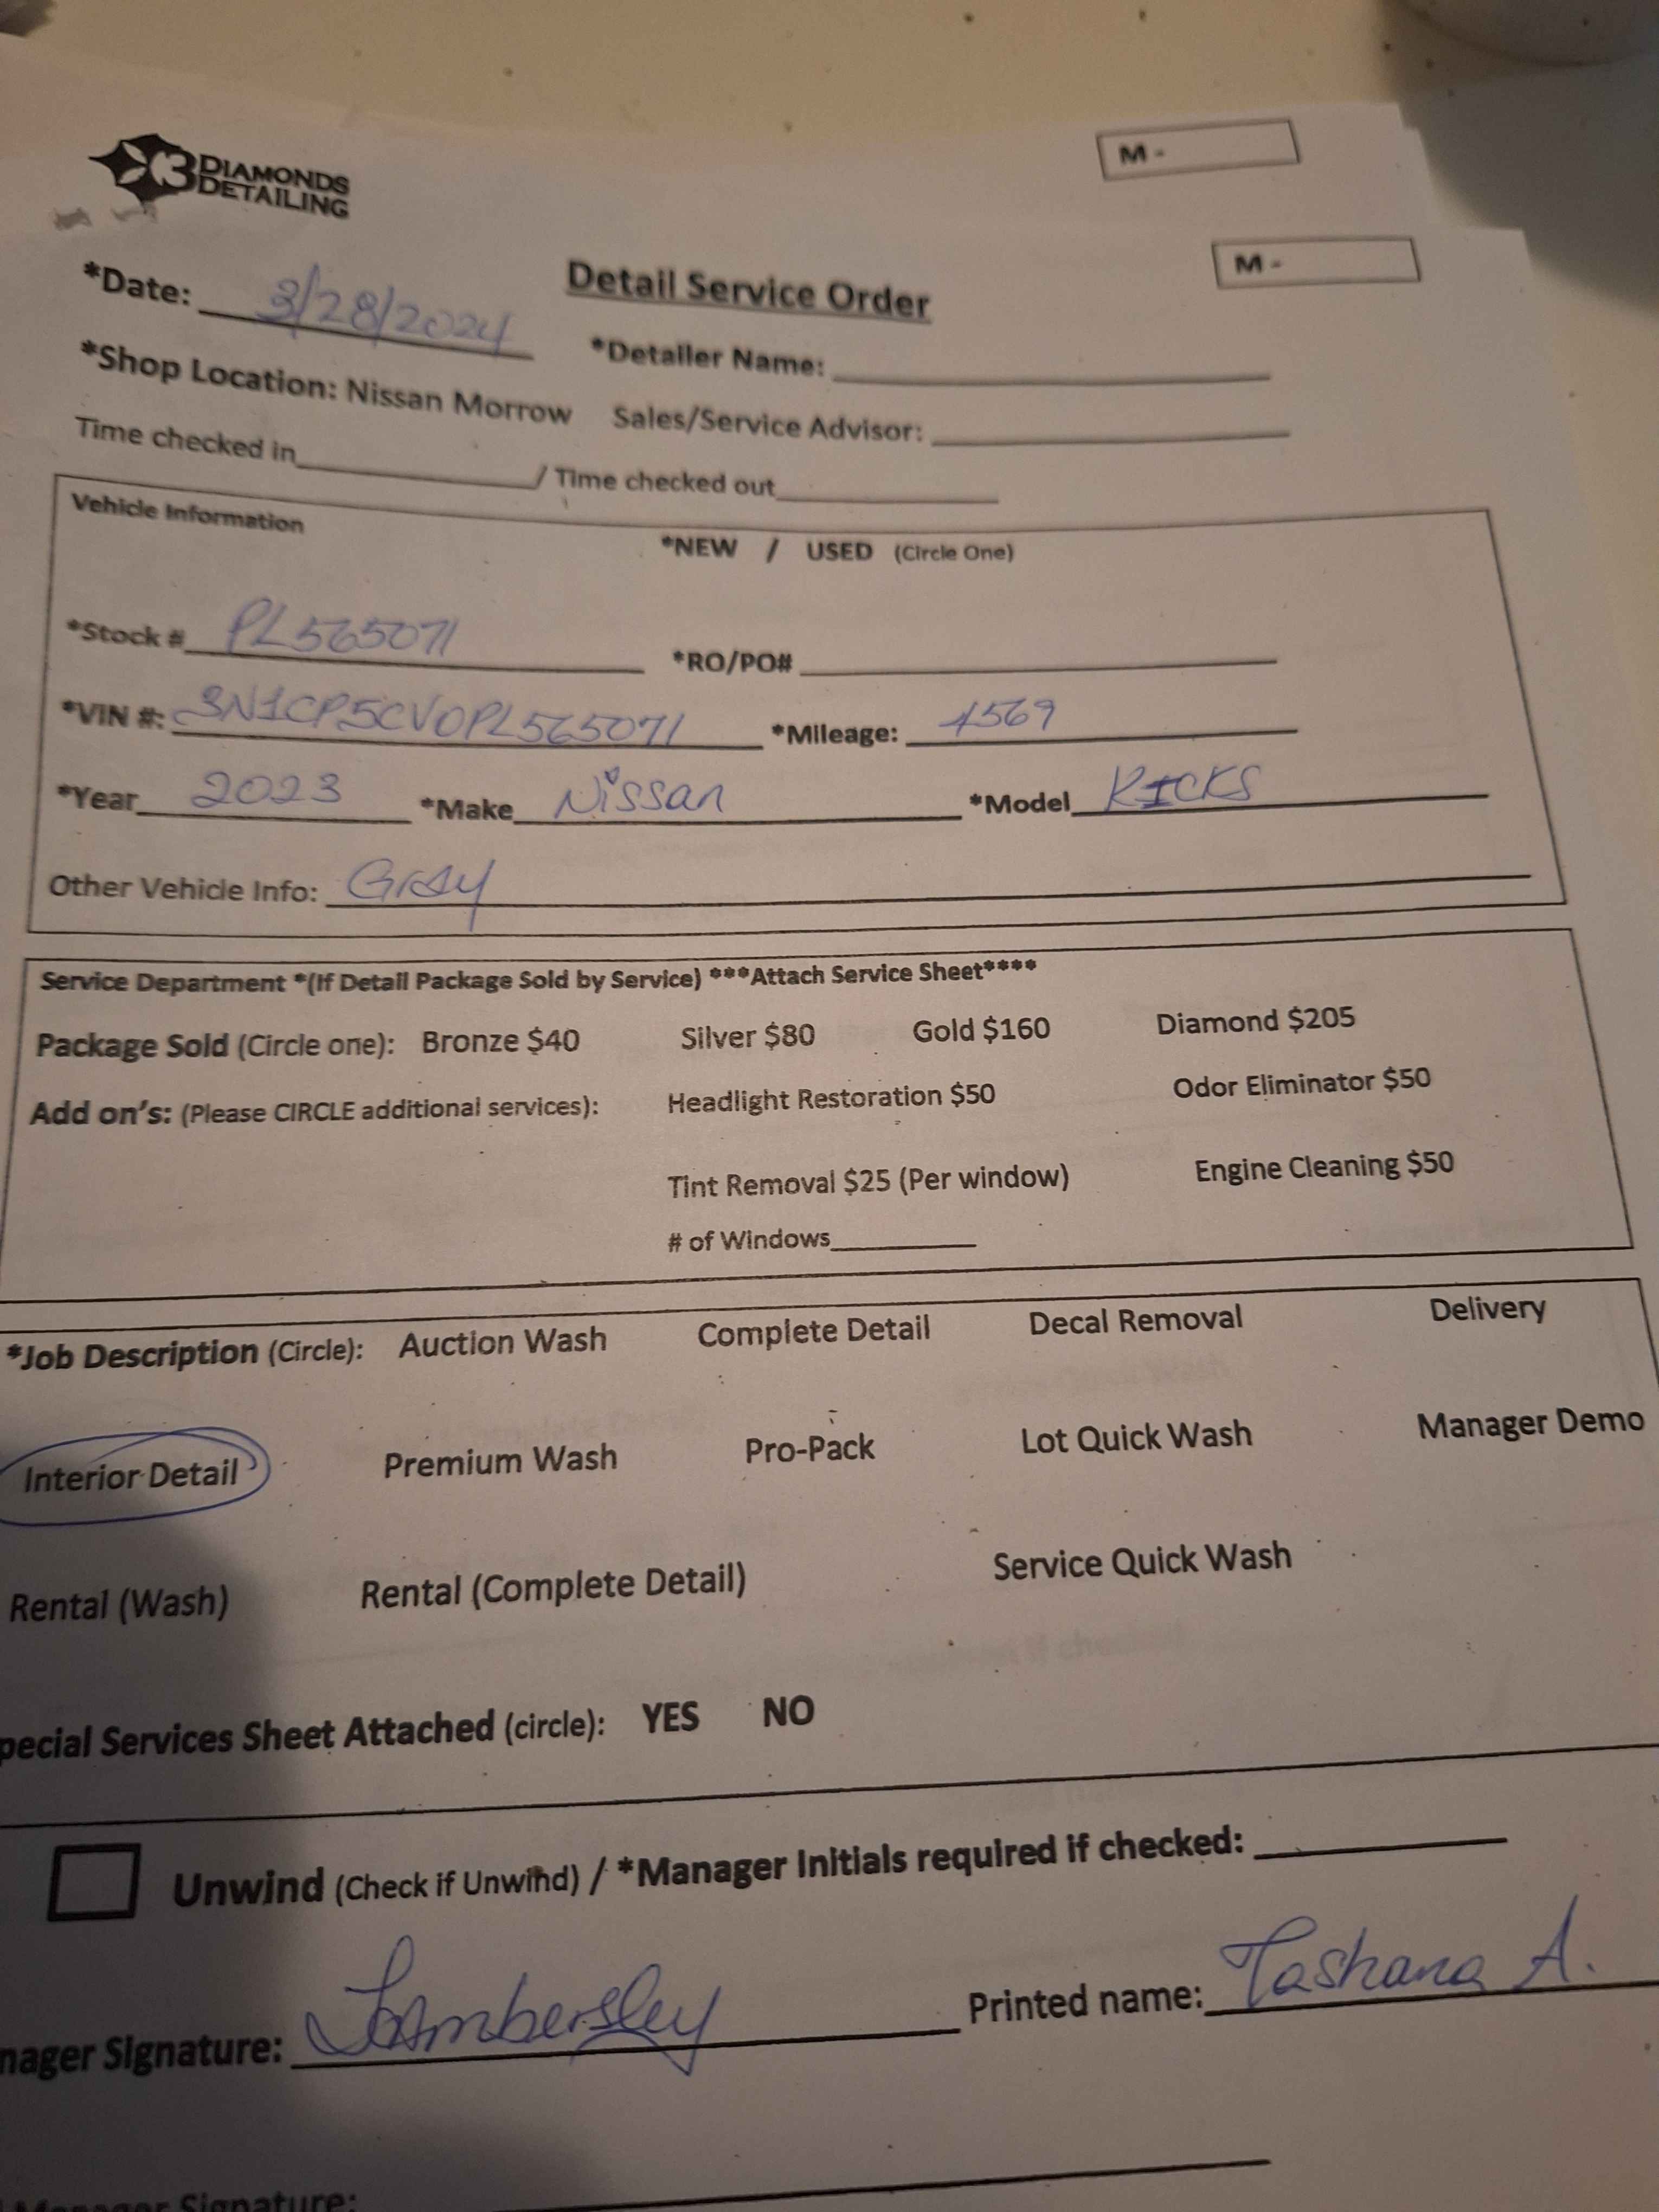 3 DIAMONDS
DETAILING
M -
M -
Detail Service Order
*Date: 3/28/2024
*Detailer Name:
*Shop Location: Nissan Morrow Sales/Service Advisor:
Time checked in / Time checked out
Vehicle Information
*NEW / USED (Circle One)
*Stock # PL565071 *RO/PO#
*VIN #: 3N1CP5CV0PL565071 *Mileage: 4569
*Year 2023 *Make Nissan *Model KICKS
Other Vehicle Info: Gray
Service Department *(If Detail Package Sold by Service) ***Attach Service Sheet****
Package Sold (Circle one): Bronze $40 Silver $80 Gold $160 Diamond $205
Add on's: (Please CIRCLE additional services): Headlight Restoration $50 Odor Eliminator $50
Tint Removal $25 (Per window) Engine Cleaning $50
# of Windows
*Job Description (Circle): Auction Wash Complete Detail Decal Removal Delivery
Interior Detail Premium Wash Pro-Pack Lot Quick Wash Manager Demo
Rental (Wash) Rental (Complete Detail) Service Quick Wash
pecial Services Sheet Attached (circle): YES NO
Unwind (Check if Unwind) / *Manager Initials required if checked:
nager Signature: Printed name: Tashana A.
Manager Signature: